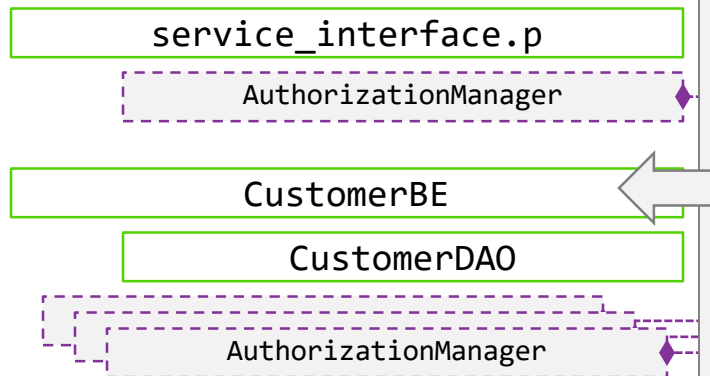 service_interface.p
AuthorizationManager
CustomerBE
CustomerDAO
AuthorizationManager